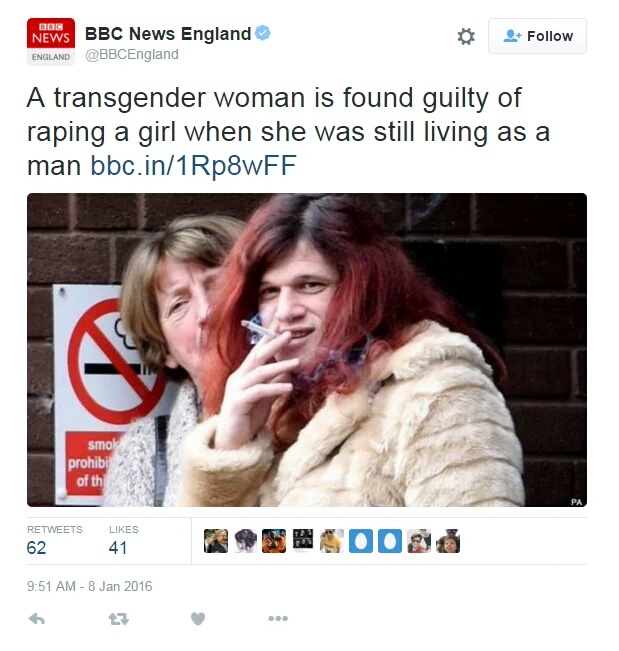 BBC
NEWS
ENGLAND
BBC News England
@BBCEngland
Follow
A transgender woman is found guilty of
raping a girl when she was still living as a
man bbc.in/1Rp8wFF
smok
prohibi
of th
PA
RETWEETS
LIKES
62
41
9:51 AM - 8 Jan 2016